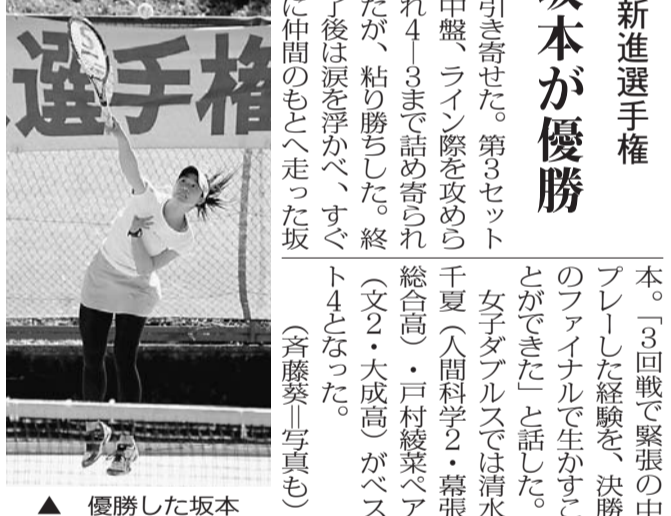 新進選手権
坂本が優勝
引き寄せた。第３セット
中盤、ライン際を攻めら
れ４―３まで詰め寄られ
たが、粘り勝ちした。終
了後は涙を浮かべ、すぐ
に仲間のもとへ走った坂
本。「３回戦で緊張の中
プレーした経験を、決勝
のファイナルで生かすこ
とができた」と話した。
女子ダブルスでは清水
千夏（人間科学２・幕張
総合高）・戸村綾菜ペア
（文２・大成高）がベス
ト４となった。
（斉藤葵＝写真も）
選手権
▲　優勝した坂本